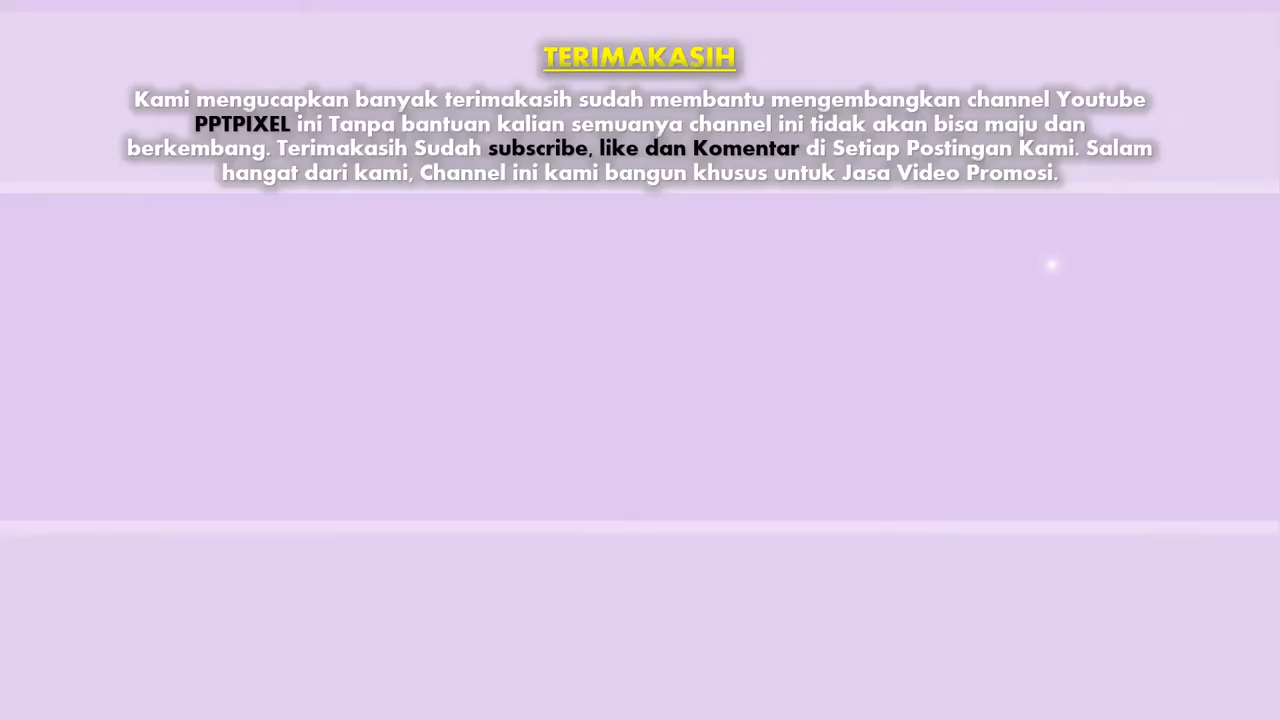 TERIMAKASIH
Kami mengucapkan banyak terimakasih sudah membantu mengembangkan channel Youtube
PPTPIXEL ini Tanpa bantuan kalian semuanya channel ini tidak akan bisa maju dan
berkembang. Terimakasih Sudah subscribe, like dan Komentar di Setiap Postingan Kami. Salam
hangat dari kami, Channel ini kami bangun khusus untuk Jasa Video Promosi.